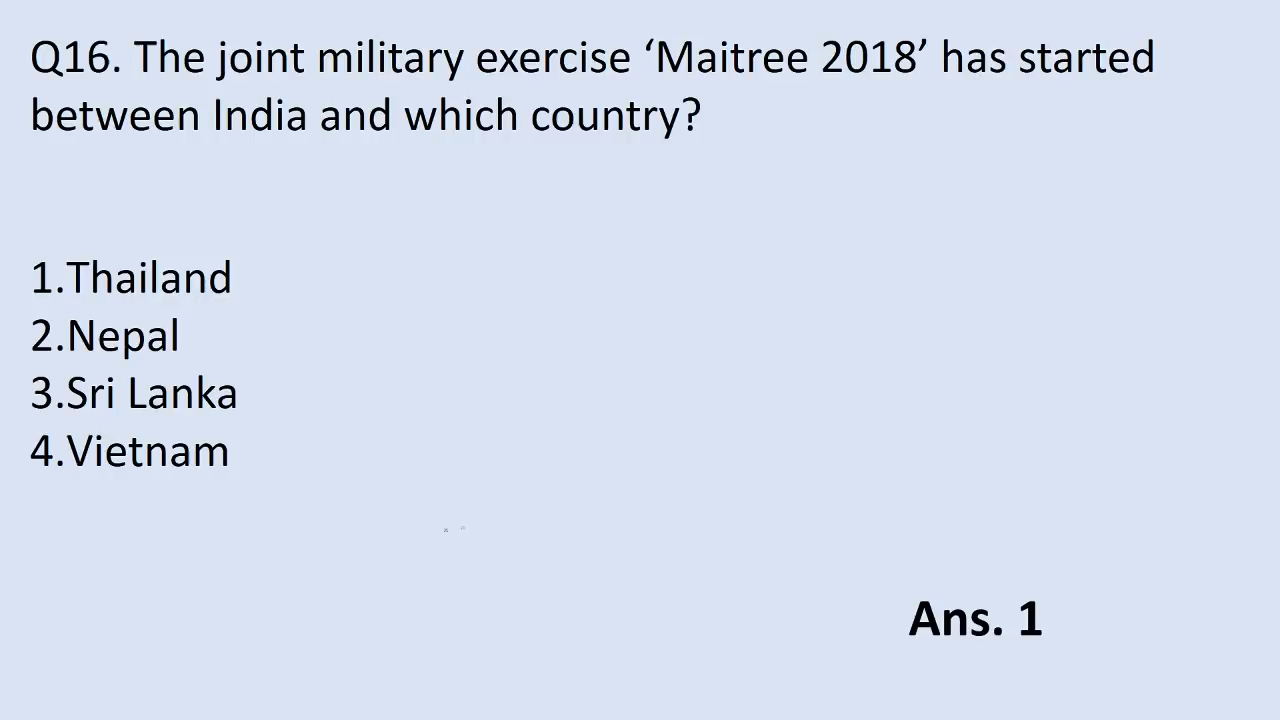 Q16. The joint military exercise ‘Maitree 2018’ has started
between India and which country?
1.Thailand
2.Nepal
3.Sri Lanka
4.Vietnam
Ans. 1